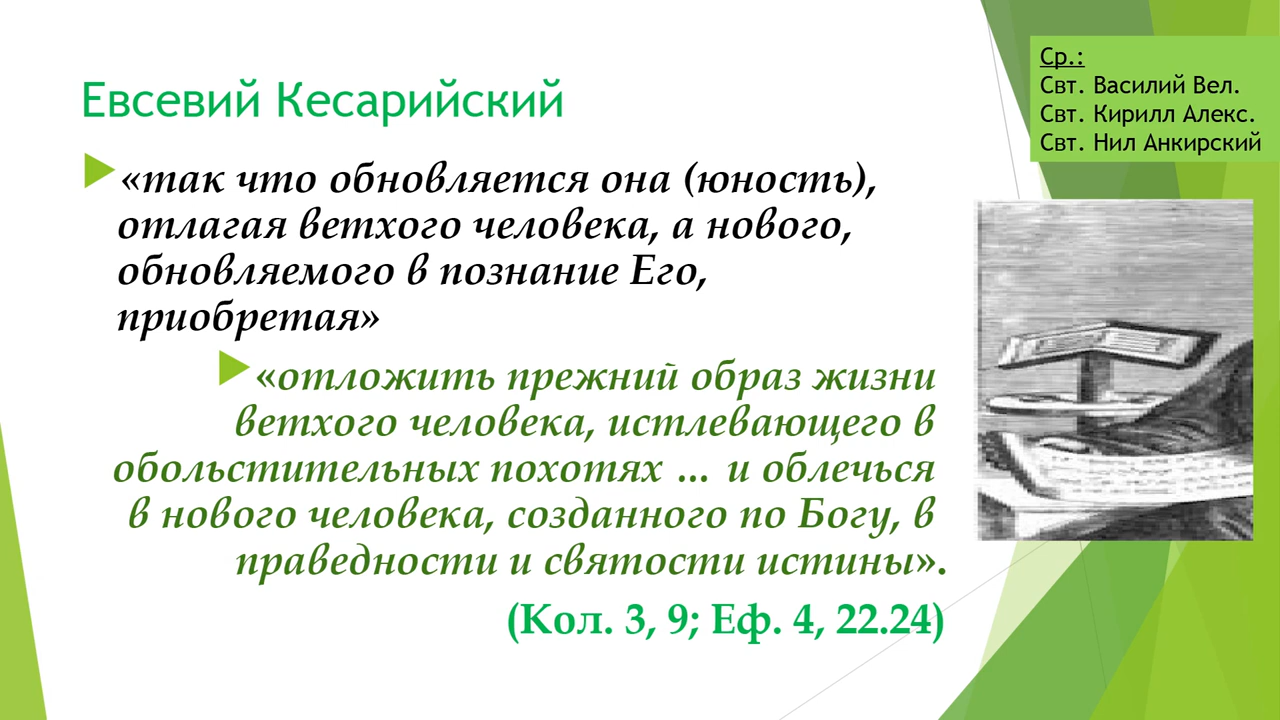 Евсевий Кесарийский
Ср.:
Свт. Василий Вел.
Свт. Кирилл Алекс.
Свт. Нил Анкирский
«так что обновляется она (юность),
отлагая ветхого человека, а нового,
обновляемого в познание Его,
приобретая»
«отложить прежний образ жизни
ветхого человека, истлевающего в
обольстительных похотях ... и облечься
в нового человека, созданного по Богу, в
праведности и святости истины».
(Кол. 3, 9; Еф. 4, 22.24)